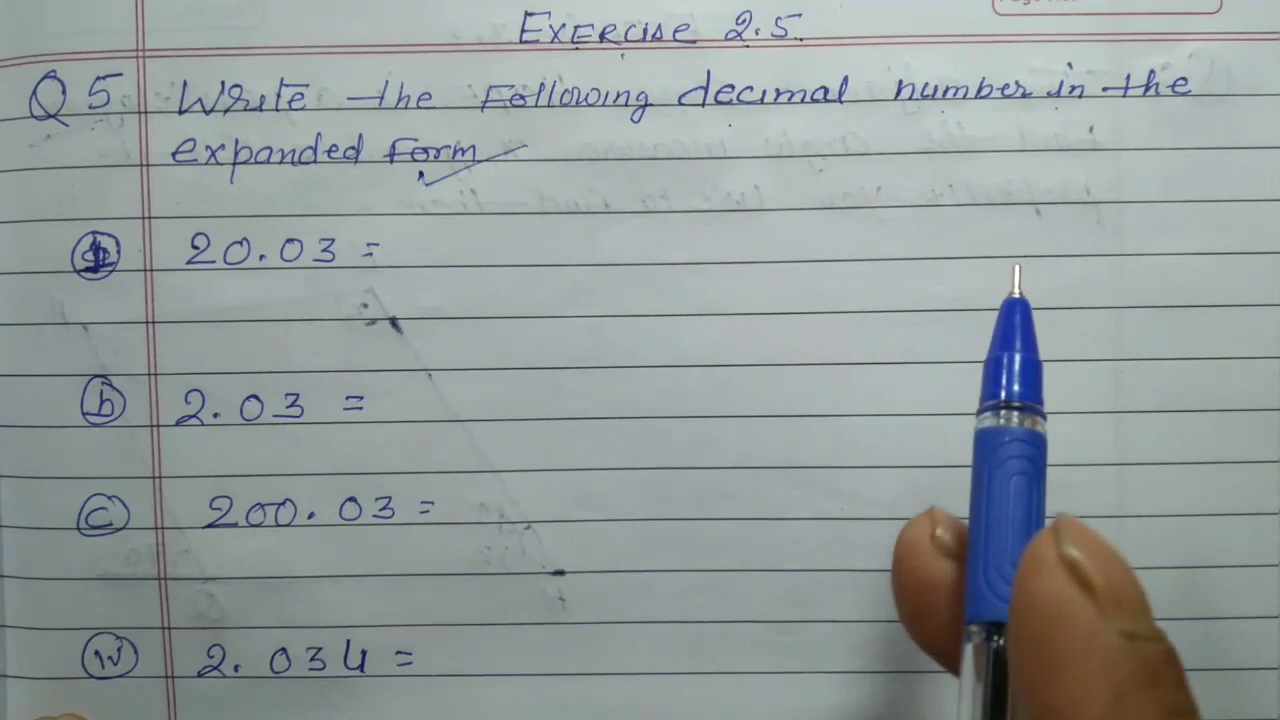 Exercise 2.5
Q5 Write the Following decimal number in the
expanded Form
20.03 =
b 2.03 =
c 200.03 =
iv 2.034 =